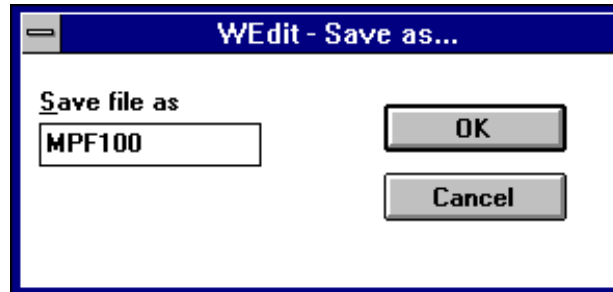 WEdit - Save as...
Save file as
MPF100
OK
Cancel